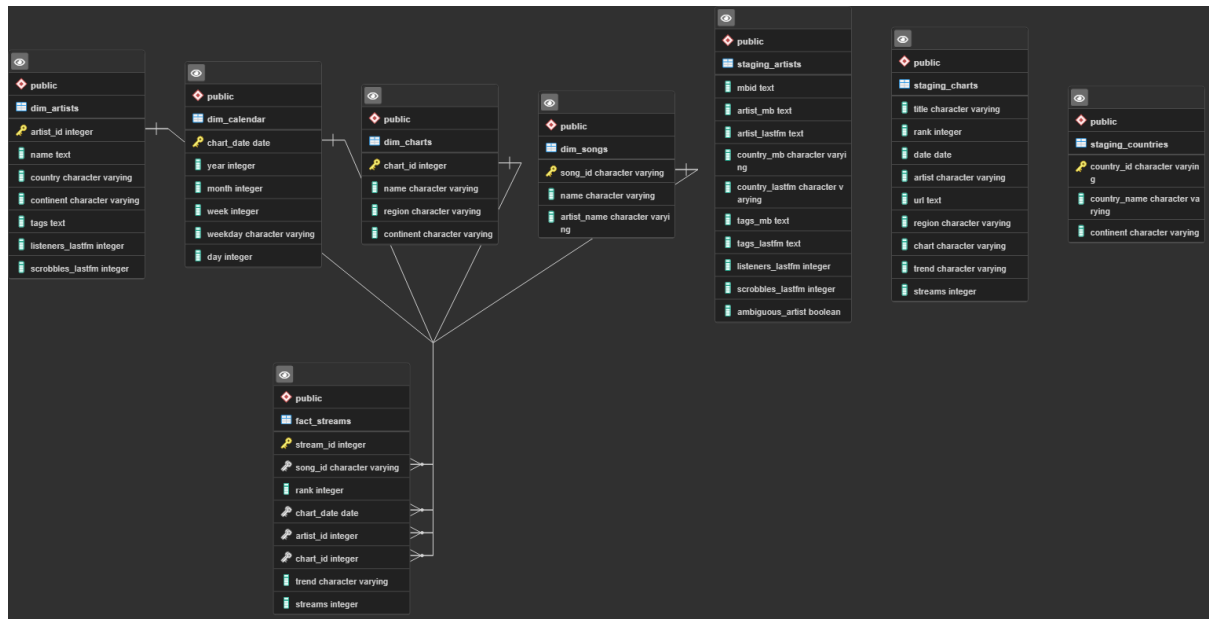 public
dim_artists
artist_id integer
name text
country character varying
continent character varying
tags text
listeners_lastfm integer
scrobbles_lastfm integer
public
dim_calendar
chart_date date
year integer
month integer
week integer
weekday character varying
day integer
public
dim_charts
chart_id integer
name character varying
region character varying
continent character varying
public
dim_songs
song_id character varying
name character varying
artist_name character varyi
ng
public
staging_artists
mbid text
artist_mb text
artist_lastfm text
country_mb character varyi
ng
country_lastfm character v
arying
tags_mb text
tags_lastfm text
listeners_lastfm integer
scrobbles_lastfm integer
ambiguous_artist boolean
public
staging_charts
title character varying
rank integer
date date
artist character varying
url text
region character varying
chart character varying
trend character varying
streams integer
public
staging_countries
country_id character varyin
g
country_name character va
rying
continent character varying
public
fact_streams
stream_id integer
song_id character varying
rank integer
chart_date date
artist_id integer
chart_id integer
trend character varying
streams integer